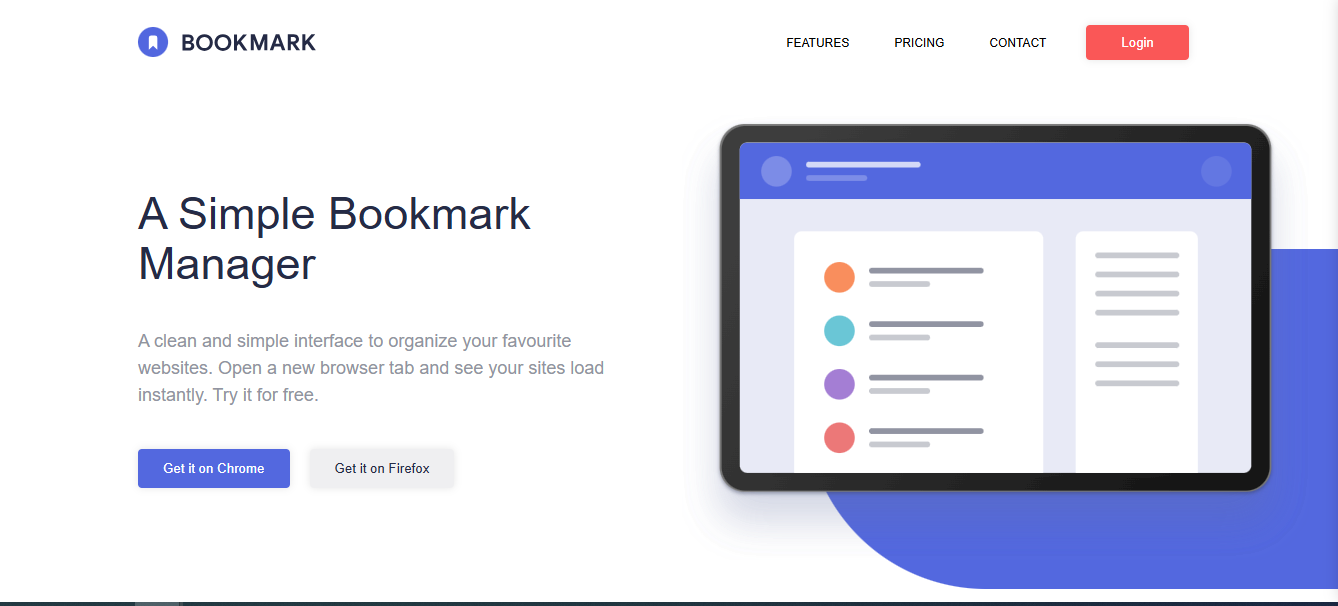 BOOKMARK
FEATURES PRICING CONTACT Login
A Simple Bookmark
Manager
A clean and simple interface to organize your favourite
websites. Open a new browser tab and see your sites load
instantly. Try it for free.
Get it on Chrome Get it on Firefox